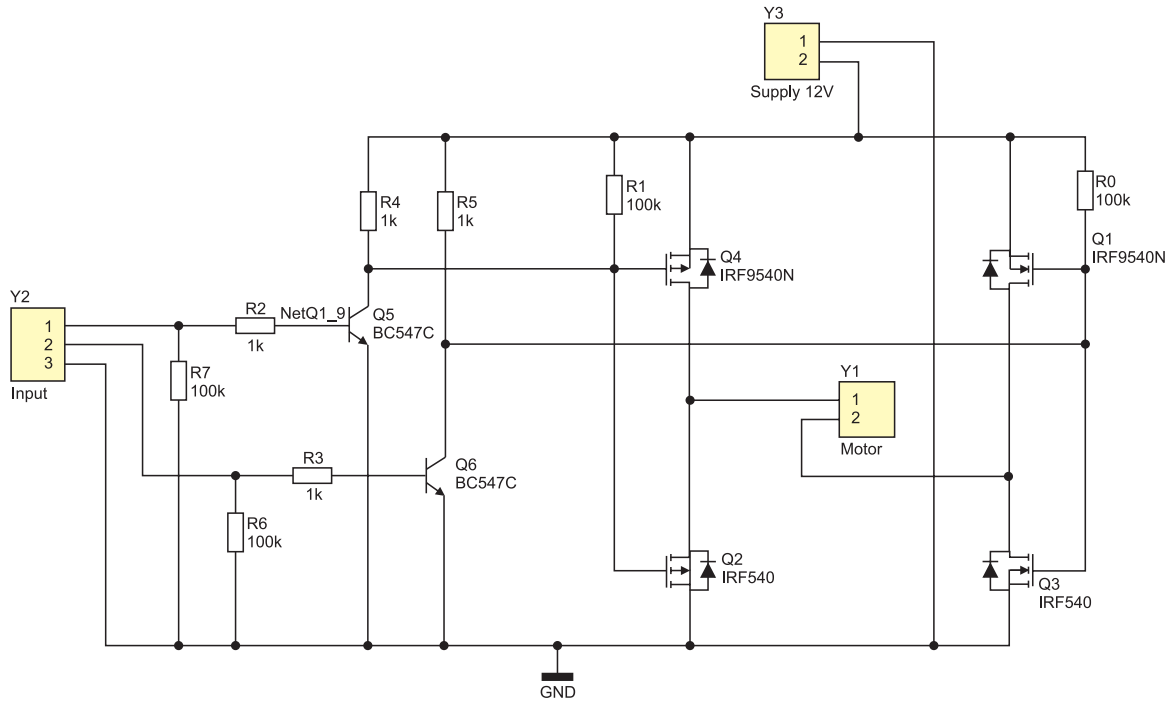 Y3
1
2
Supply 12V
R4
1k
R5
1k
R1
100k
R0
100k
Q4
IRF9540N
Q1
IRF9540N
Y2
1
2
3
Input
R2
1k
NetQ1_9
Q5
BC547C
R7
100k
Y1
1
2
Motor
R3
1k
Q6
BC547C
R6
100k
Q2
IRF540
Q3
IRF540
GND